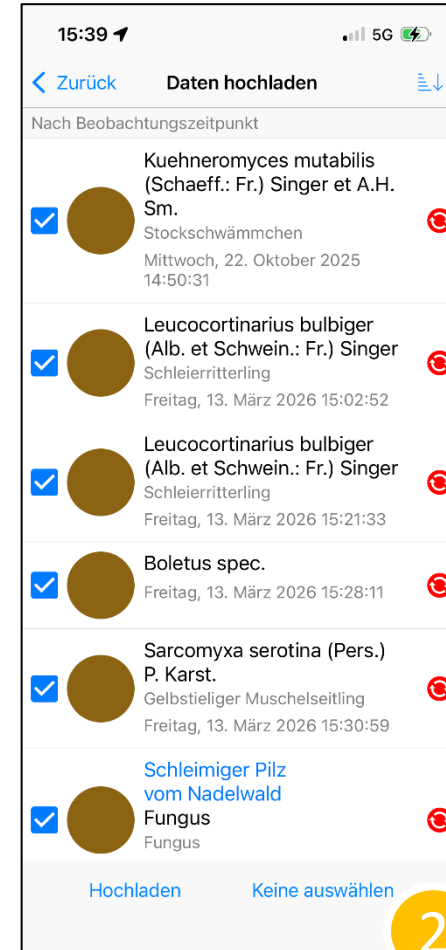 15:39 5G
Zurück Daten hochladen
Nach Beobachtungszeitpunkt
Kuehneromyces mutabilis
(Schaeff.: Fr.) Singer et A.H.
Sm.
Stockschwämmchen
Mittwoch, 22. Oktober 2025
14:50:31
Leucocortinarius bulbiger
(Alb. et Schwein.: Fr.) Singer
Schleierritterling
Freitag, 13. März 2026 15:02:52
Leucocortinarius bulbiger
(Alb. et Schwein.: Fr.) Singer
Schleierritterling
Freitag, 13. März 2026 15:21:33
Boletus spec.
Freitag, 13. März 2026 15:28:11
Sarcomyxa serotina (Pers.)
P. Karst.
Gelbstieliger Muschelseitling
Freitag, 13. März 2026 15:30:59
Schleimiger Pilz
vom Nadelwald
Fungus
Fungus
Hochladen Keine auswählen
2